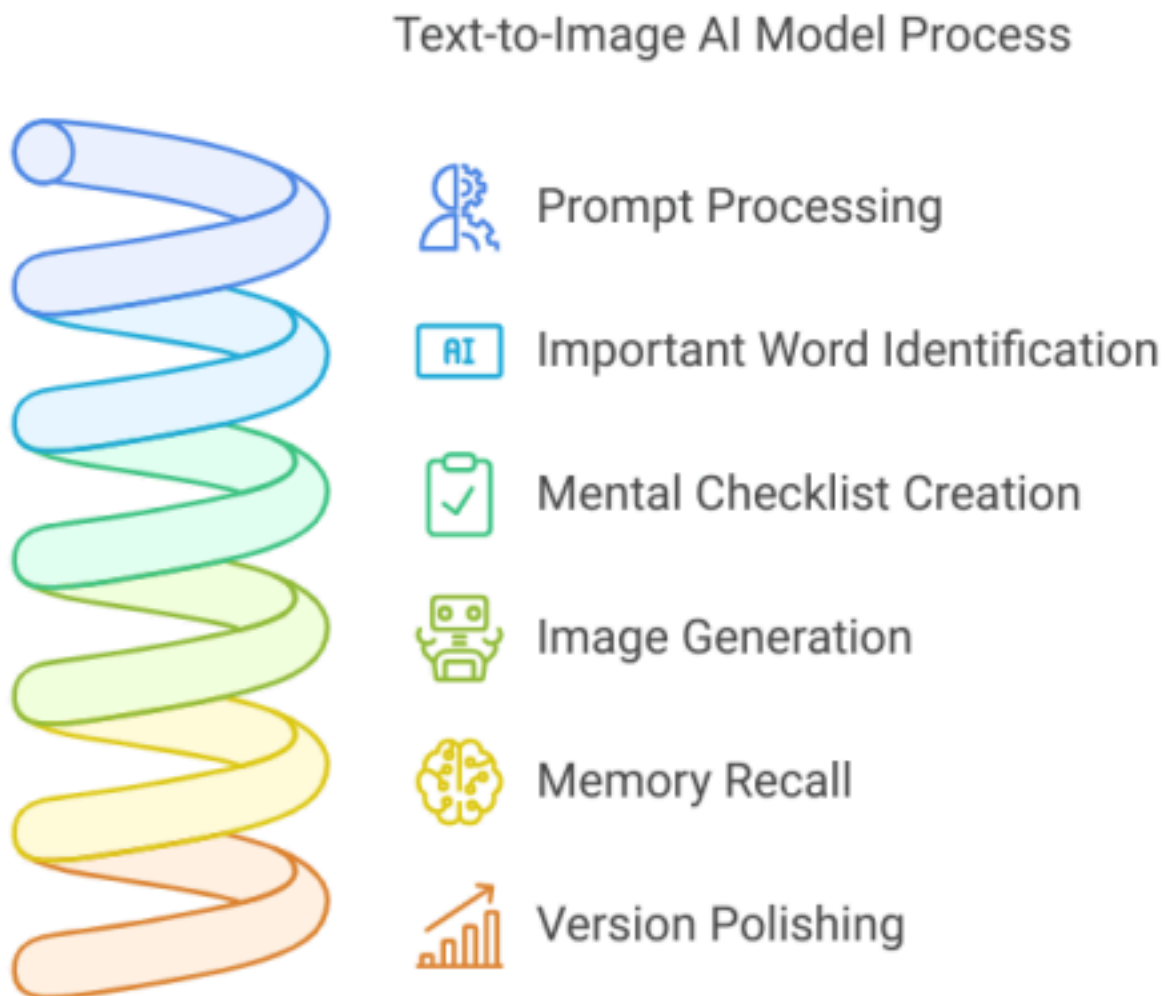 Text-to-Image AI Model Process
Prompt Processing
AI
Important Word Identification
Mental Checklist Creation
Image Generation
Memory Recall
Version Polishing